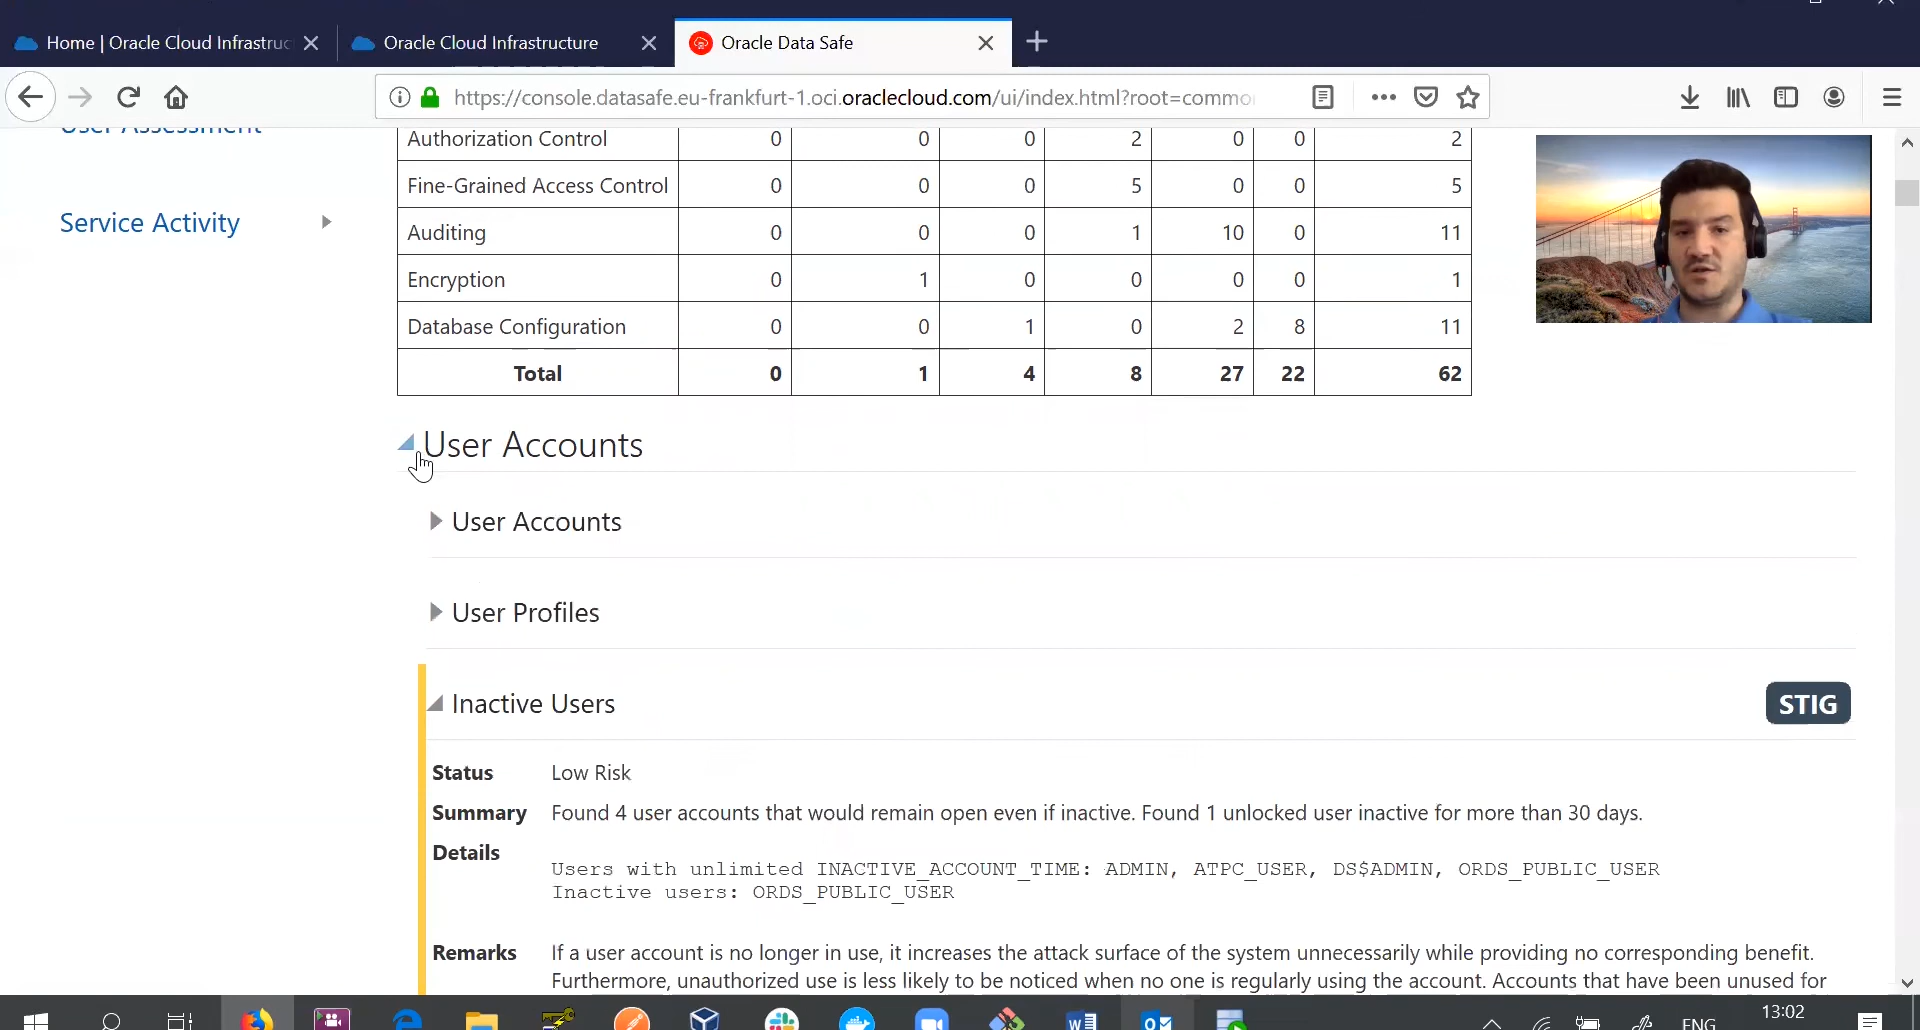 Home | Oracle Cloud Infrastruc
Oracle Cloud Infrastructure
Oracle Data Safe
https://console.datasafe.eu-frankfurt-1.oci.oraclecloud.com/ui/index.html?root=commo
User Assessment
Service Activity
Authorization Control 0 0 0 2 0 0 2
Fine-Grained Access Control 0 0 0 5 0 0 5
Auditing 0 0 0 1 10 0 11
Encryption 0 1 0 0 0 0 1
Database Configuration 0 0 1 0 2 8 11
Total 0 1 4 8 27 22 62
User Accounts
User Accounts
User Profiles
Inactive Users
STIG
Status Low Risk
Summary Found 4 user accounts that would remain open even if inactive. Found 1 unlocked user inactive for more than 30 days.
Details
Users with unlimited INACTIVE_ACCOUNT_TIME: ADMIN, ATPC_USER, DS$ADMIN, ORDS_PUBLIC_USER
Inactive users: ORDS_PUBLIC_USER
Remarks If a user account is no longer in use, it increases the attack surface of the system unnecessarily while providing no corresponding benefit.
Furthermore, unauthorized use is less likely to be noticed when no one is regularly using the account. Accounts that have been unused for
ENG
13:02